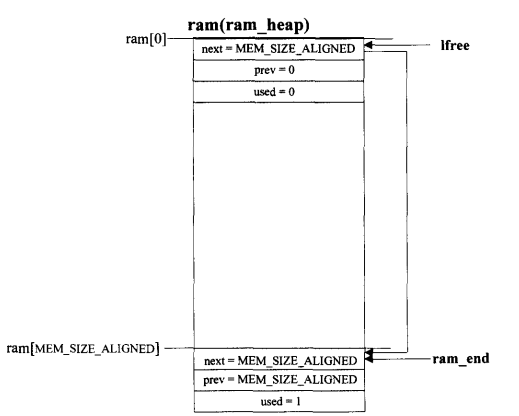 ram(ram_heap)
ram[0]
next = MEM_SIZE_ALIGNED
lfree
prev = 0
used = 0
ram[MEM_SIZE_ALIGNED]
next = MEM_SIZE_ALIGNED
ram_end
prev = MEM_SIZE_ALIGNED
used = 1